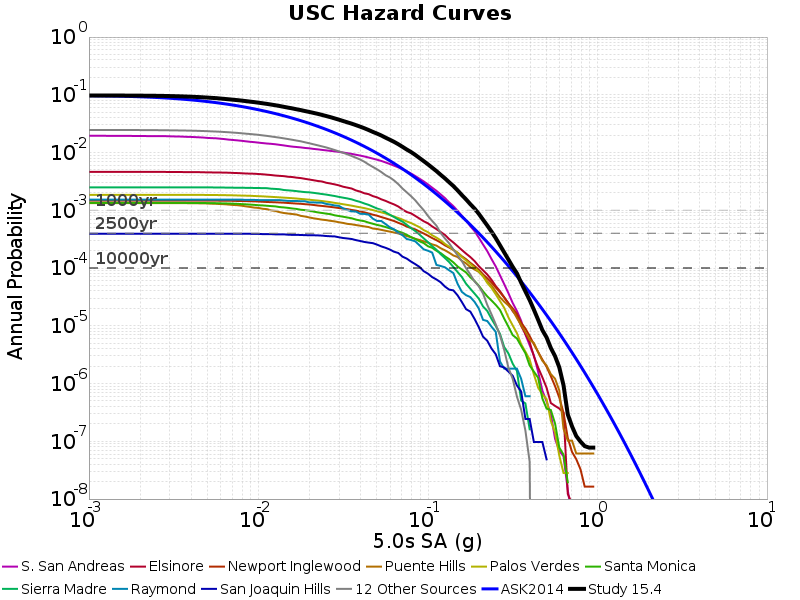 USC Hazard Curves
10^0
10^-1
10^-2
10^-3
10^-4
10^-5
10^-6
10^-7
10^-8
Annual Probability
1000yr
2500yr
10000yr
10^-3 10^-2 10^-1 10^0 10^1
5.0s SA (g)
S. San Andreas Elsinore Newport Inglewood Puente Hills Palos Verdes Santa Monica
Sierra Madre Raymond San Joaquin Hills 12 Other Sources ASK2014 Study 15.4